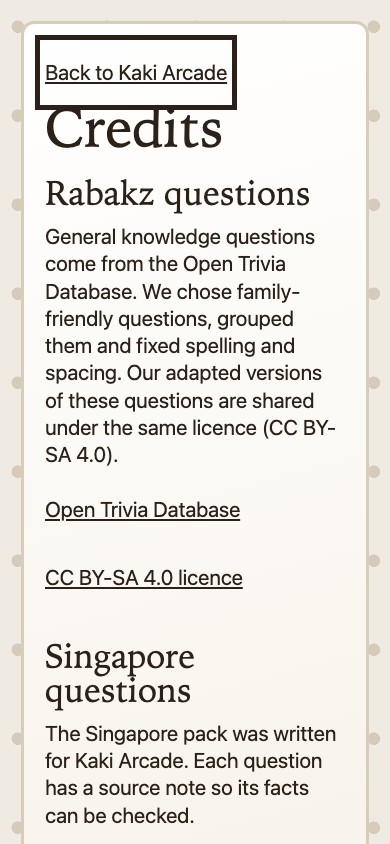 Back to Kaki Arcade
Credits
Rabakz questions
General knowledge questions
come from the Open Trivia
Database. We chose family-
friendly questions, grouped
them and fixed spelling and
spacing. Our adapted versions
of these questions are shared
under the same licence (CC BY-
SA 4.0).
Open Trivia Database
CC BY-SA 4.0 licence
Singapore
questions
The Singapore pack was written
for Kaki Arcade. Each question
has a source note so its facts
can be checked.